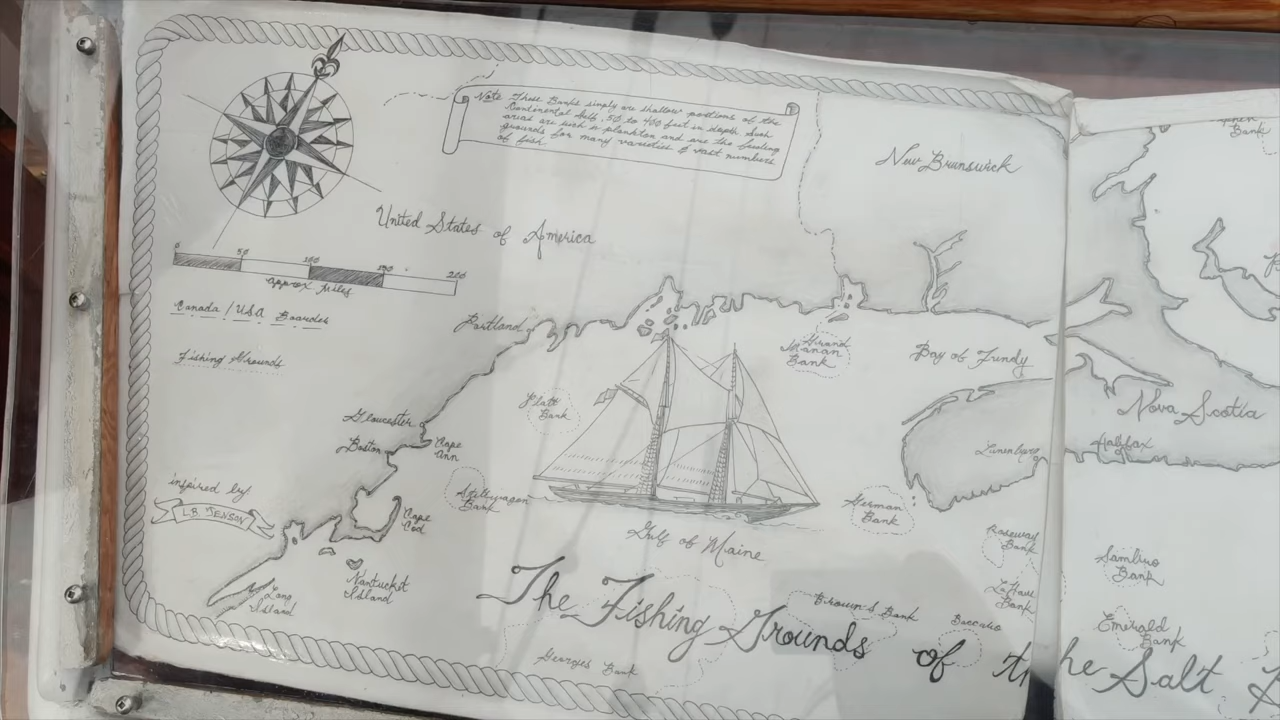 Note These Banks simply are shallow portions of the
Continental Shelf, 50 to 400 feet in depth. Such
areas are rich in plankton and are the feeding
grounds for many varieties & vast numbers
of fish
New Brunswick
Bank
United States of America
0 50 100 150 200
Approx Miles
Canada / USA Boarder
Fishing Grounds
Portland
Grand
Manan
Bank
Bay of Fundy
Nova Scotia
Halifax
Lunenburg
Platt
Bank
Gloucester
Boston
Cape
Ann
Stellwagon
Bank
German
Bank
Cape
Cod
inspired by
L.B. JENSON
Gulf of Maine
Roseway
Bank
LaHave
Bank
Sambro
Bank
Emerald
Bank
Nantucket
Island
Long
Island
Brown's Bank
Baccaro
Georges Bank
The Fishing Grounds of the Salt